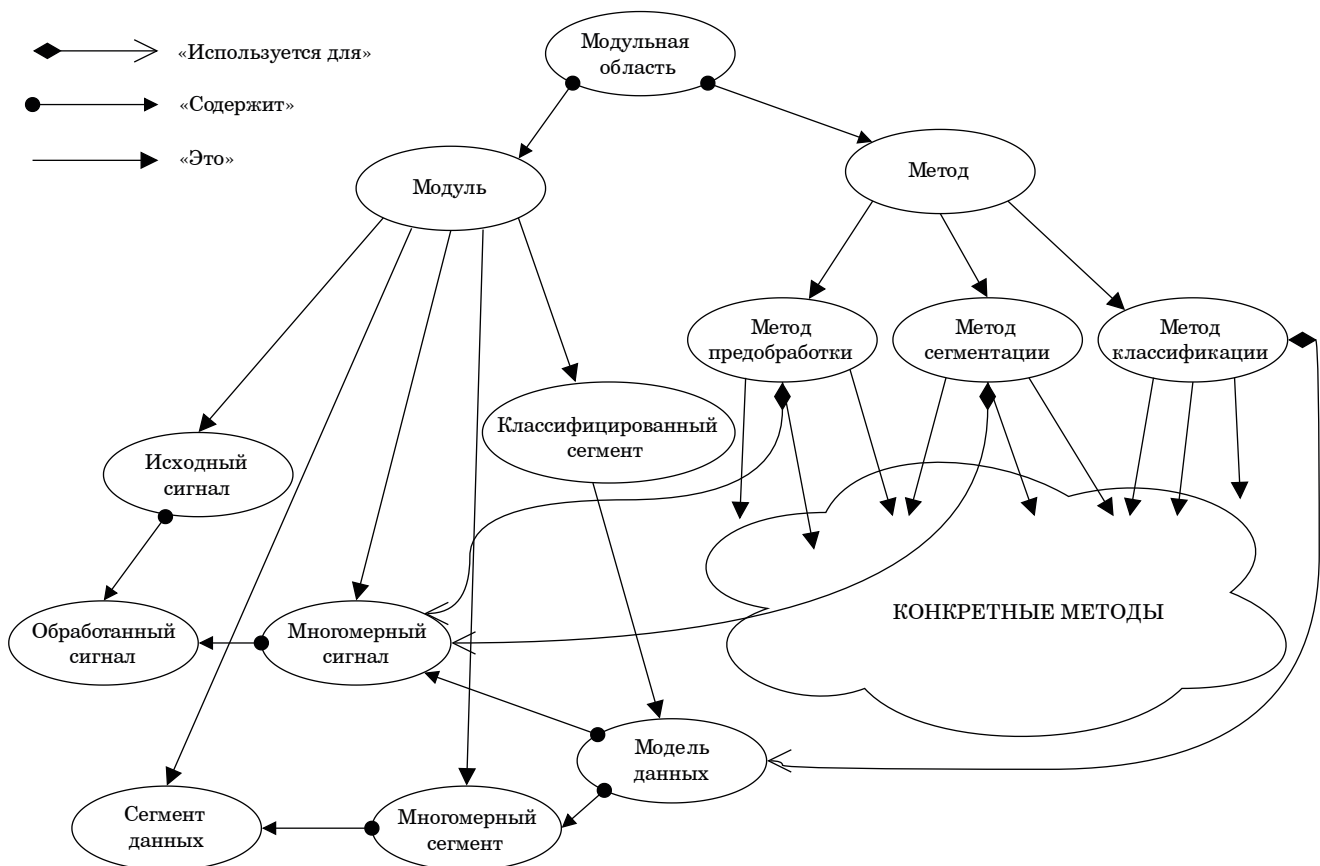 «Используется для»
«Содержит»
«Это»
Модульная
область
Модуль
Метод
Метод
предобработки
Метод
сегментации
Метод
классификации
Классифицированный
сегмент
Исходный
сигнал
КОНКРЕТНЫЕ МЕТОДЫ
Обработанный
сигнал
Многомерный
сигнал
Модель
данных
Сегмент
данных
Многомерный
сегмент